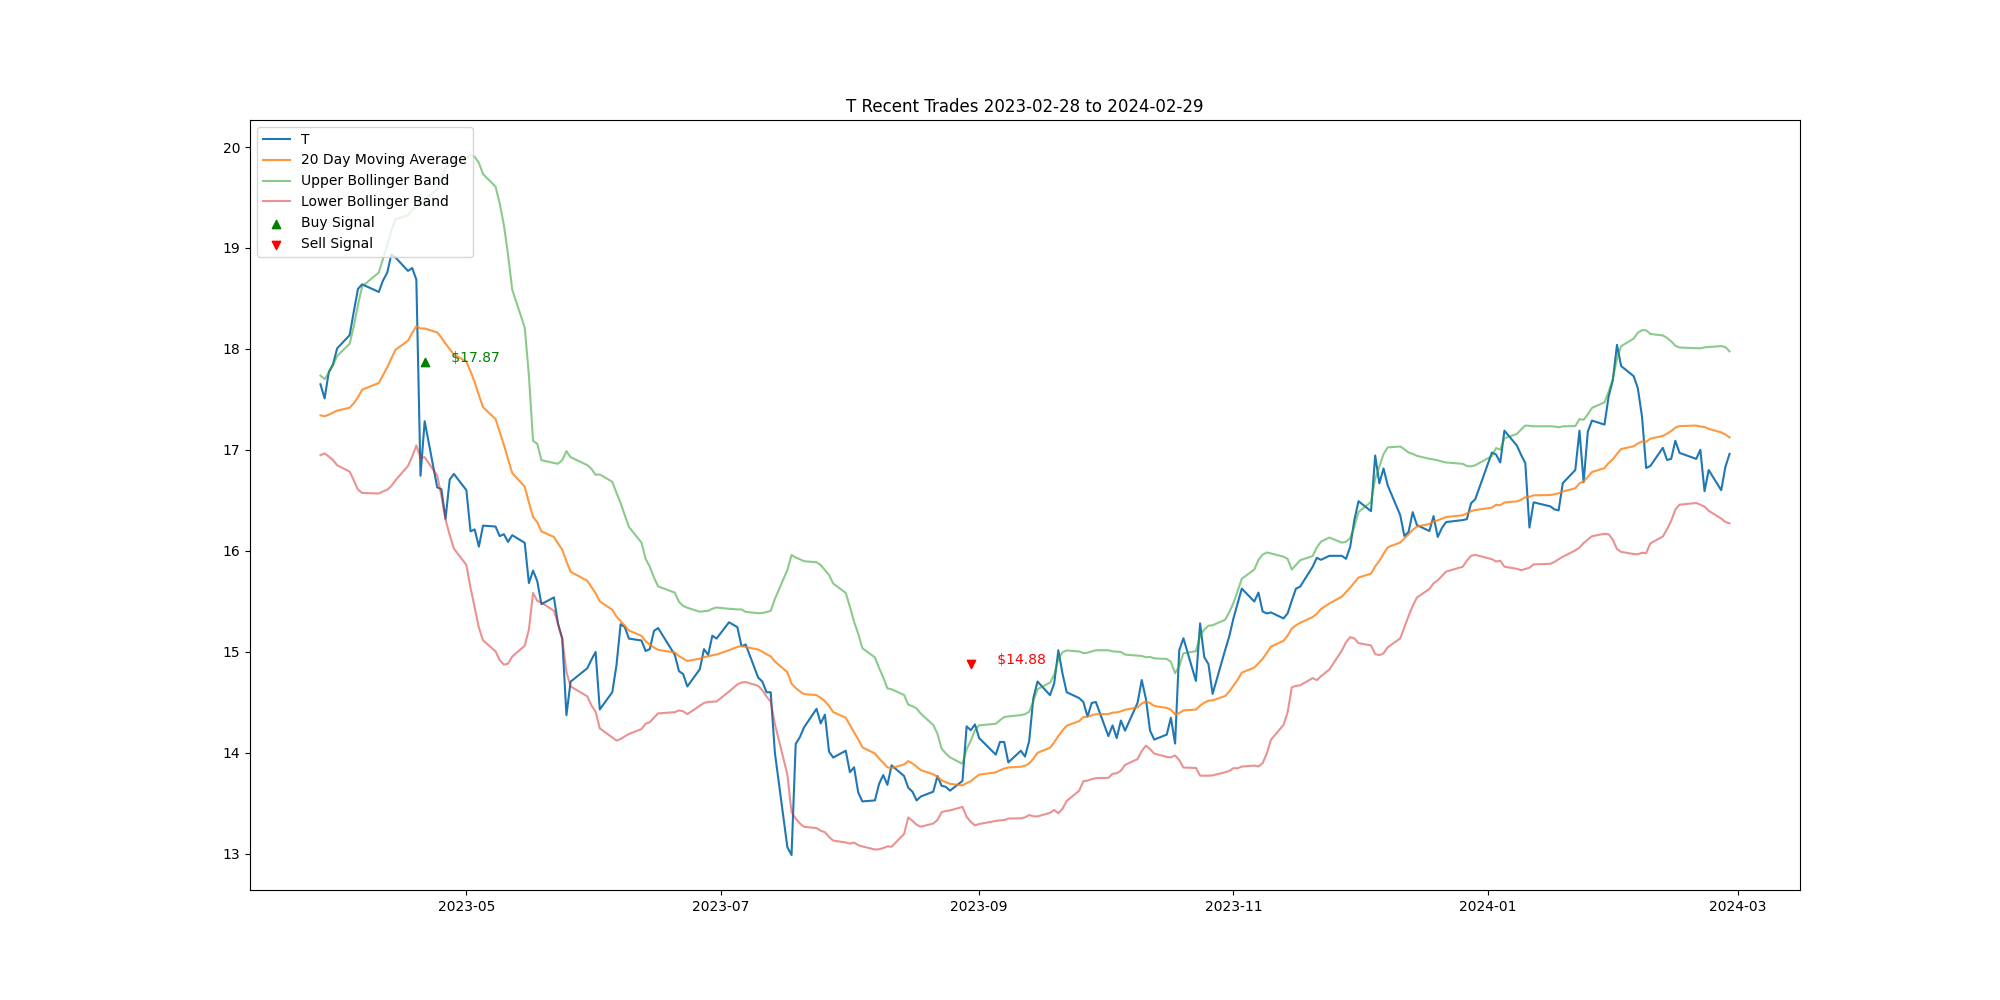 T Recent Trades 2023-02-28 to 2024-02-29
T
20 Day Moving Average
Upper Bollinger Band
Lower Bollinger Band
Buy Signal
Sell Signal
20
19
18
17
16
15
14
13
$17.87
$14.88
2023-05
2023-07
2023-09
2023-11
2024-01
2024-03